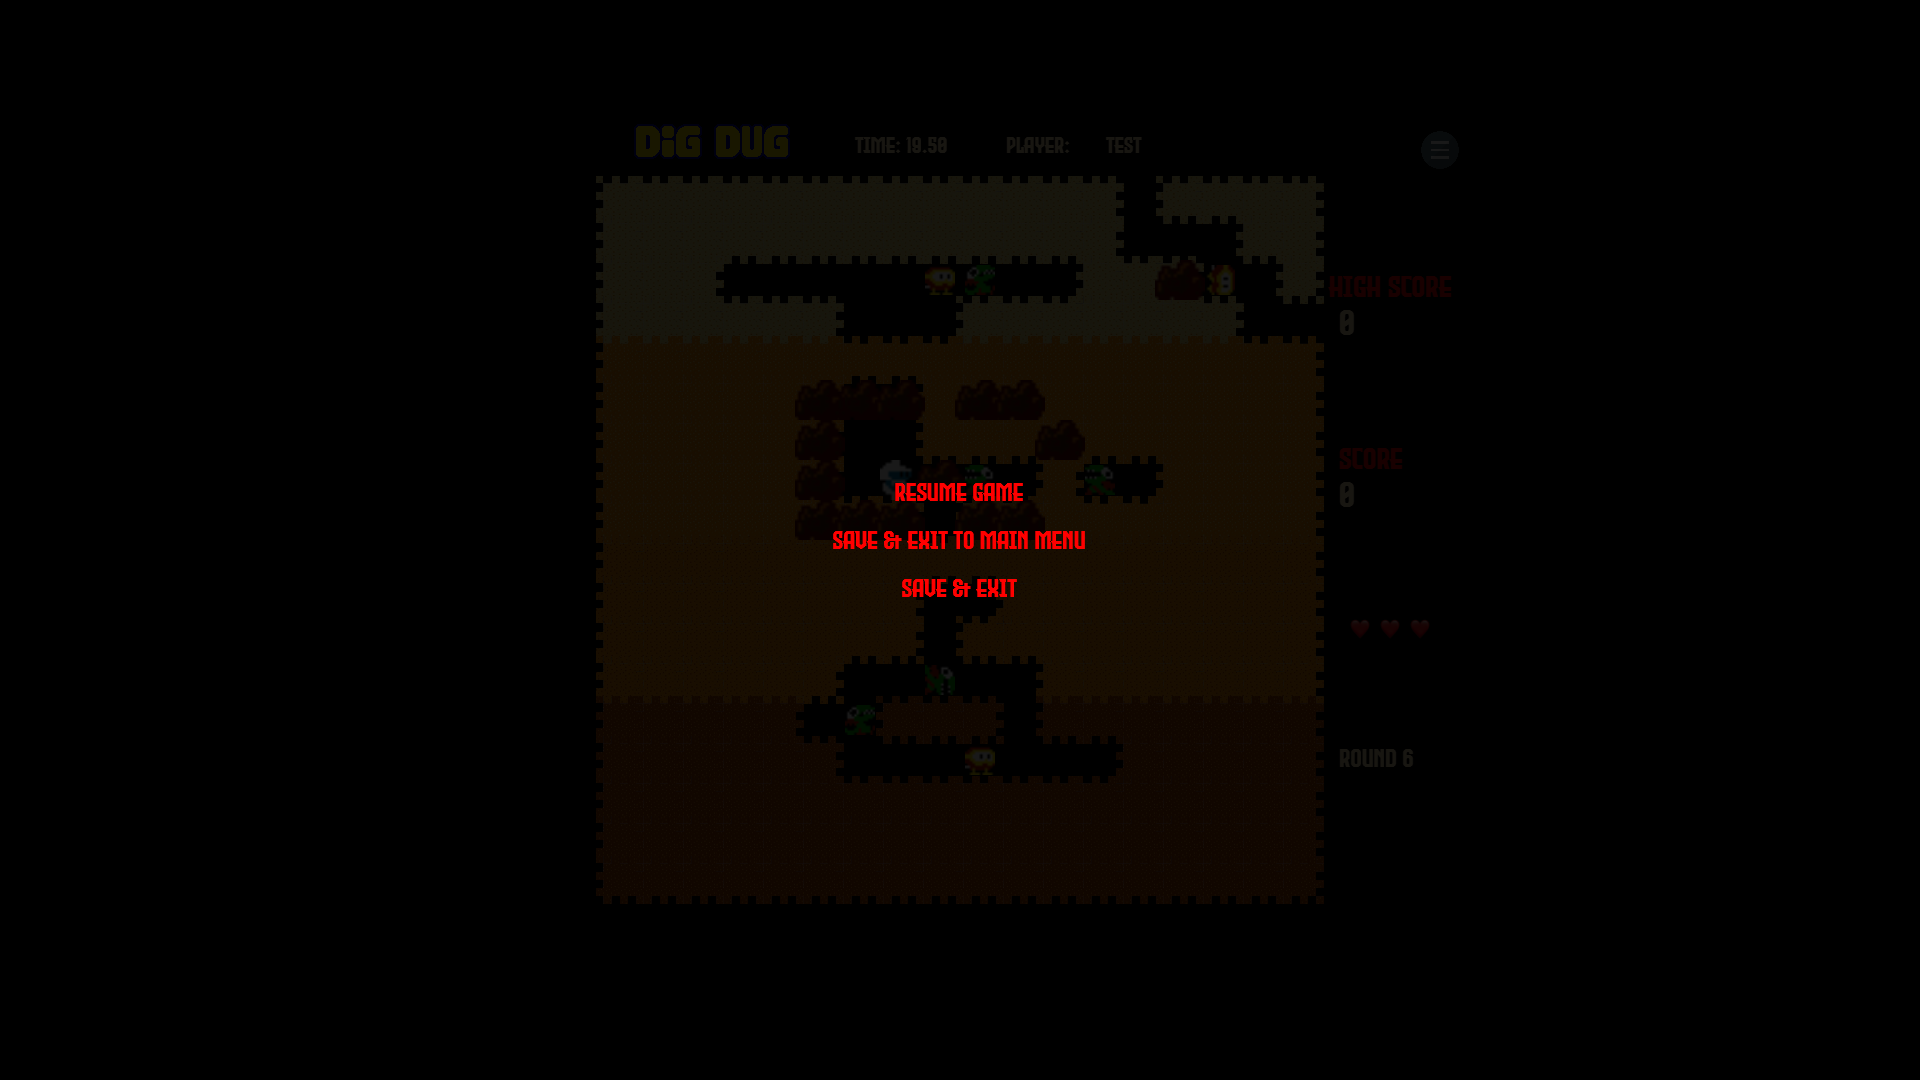 DiG DUG TIME: 19.50 PLAYER: TEST
HIGH SCORE
0
SCORE
0
RESUME GAME
SAVE & EXIT TO MAIN MENU
SAVE & EXIT
ROUND 6